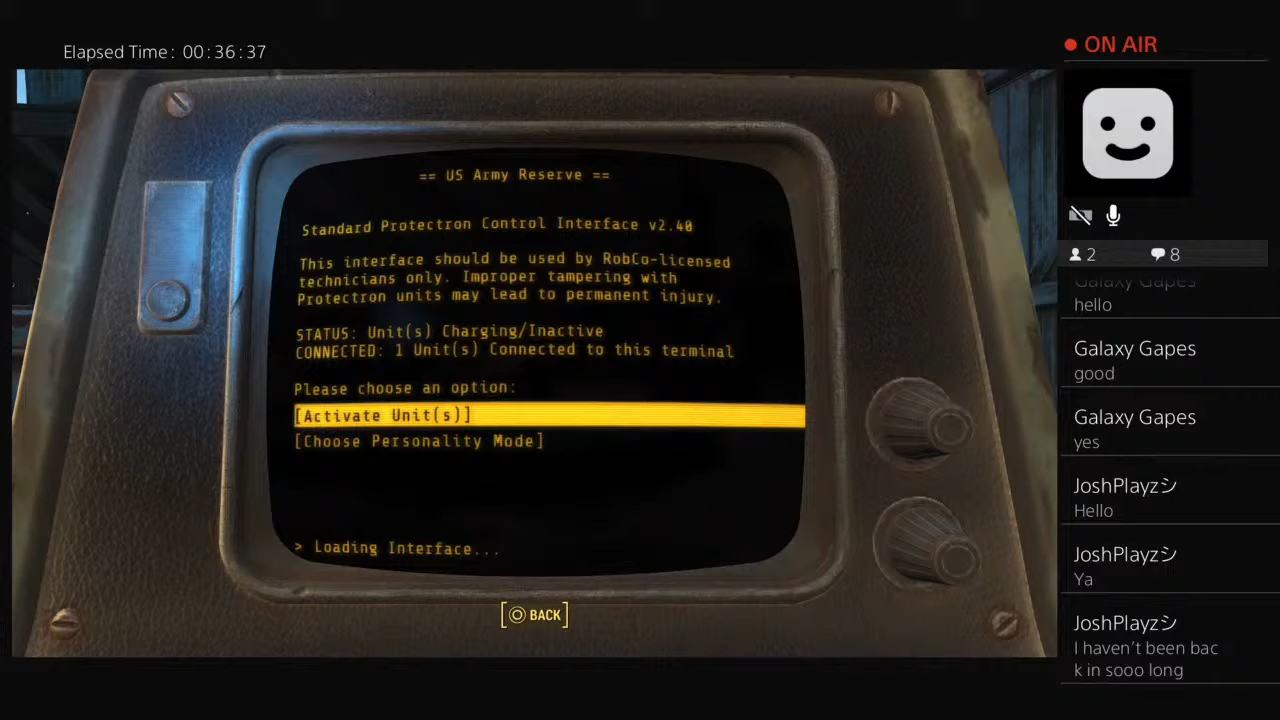 Elapsed Time: 00:36:37
ON AIR
== US Army Reserve ==
Standard Protectron Control Interface v2.40
This interface should be used by RobCo-licensed
technicians only. Improper tampering with
Protectron units may lead to permanent injury.
STATUS: Unit(s) Charging/Inactive
CONNECTED: 1 Unit(s) Connected to this terminal
Please choose an option:
[Activate Unit(s)]
[Choose Personality Mode]
> Loading Interface...
BACK
2 8
Galaxy Gapes
hello
Galaxy Gapes
good
Galaxy Gapes
yes
JoshPlayzシ
Hello
JoshPlayzシ
Ya
JoshPlayzシ
I haven't been bac
k in sooo long